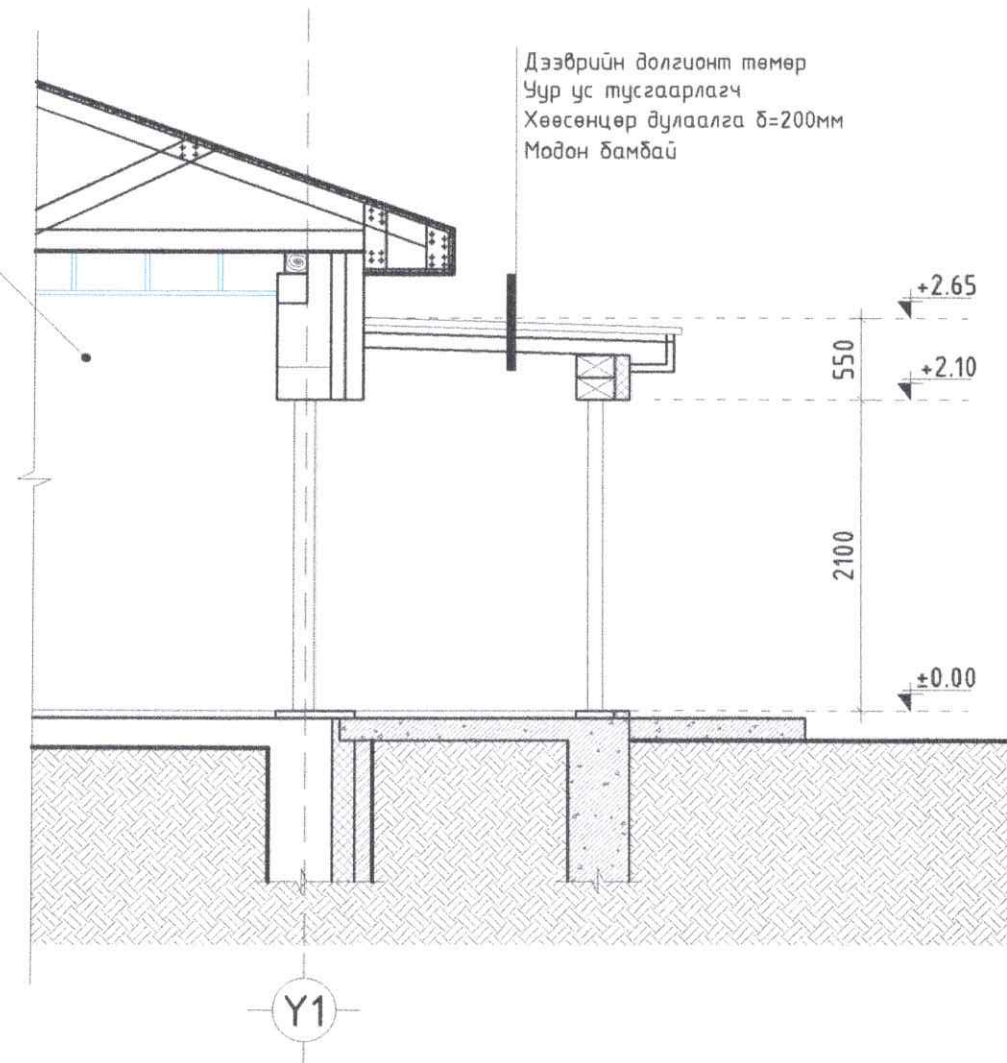 Дээврийн долгионт төмөр
Уур ус тусгаарлагч
Хөөсөнцөр дулаалга δ=200мм
Модон бамбай
+2.65
550
+2.10
2100
±0.00
Y1